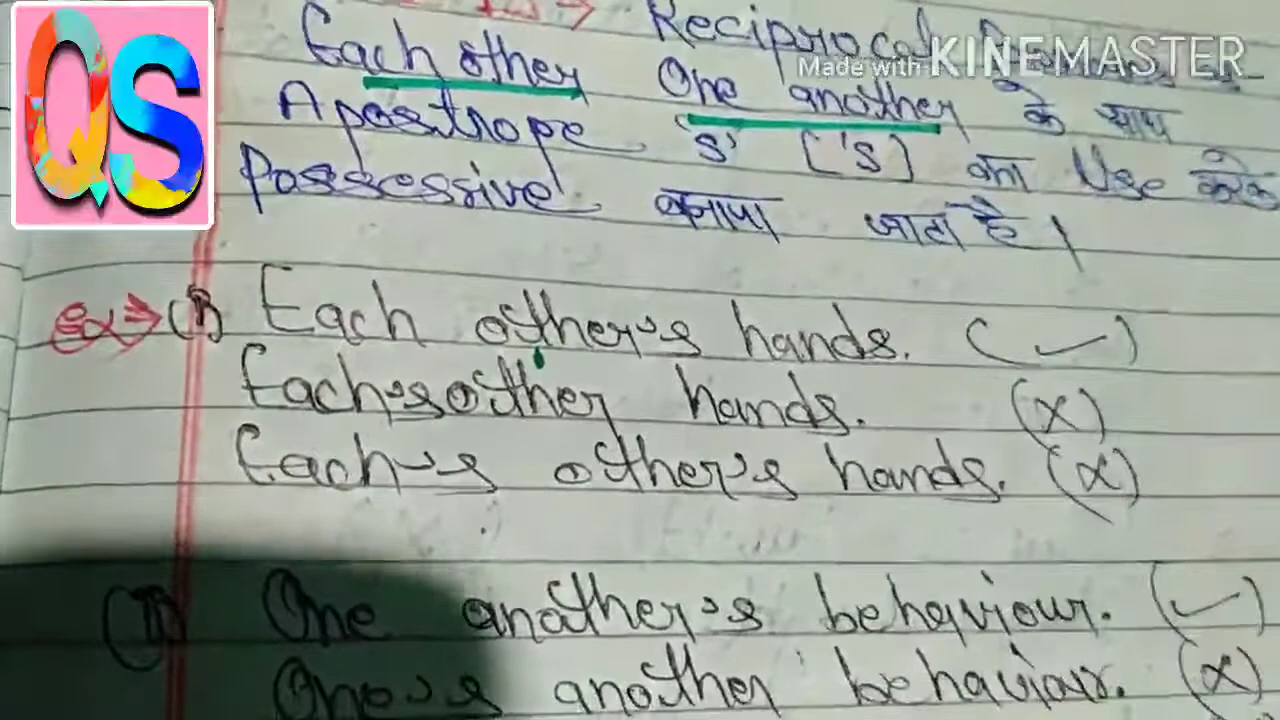 QS
→ Reciprocal
Made with KINEMASTER
Each other One another के साथ
Apostrope 's' ['s] का Use करके
Possessive बनाया जाता है।
Ex⇒ (I) Each other's hands. (✓)
Each's other hands. (x)
Each's other's hands. (x)
(II) One another's behaviour. (✓)
One's another behaviour. (x)